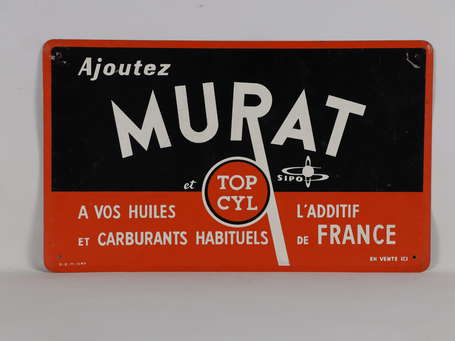 Ajoutez
MURAT
et TOP CYL
SIPO
A VOS HUILES
ET CARBURANTS HABITUELS
L'ADDITIF
DE FRANCE
EN VENTE ICI